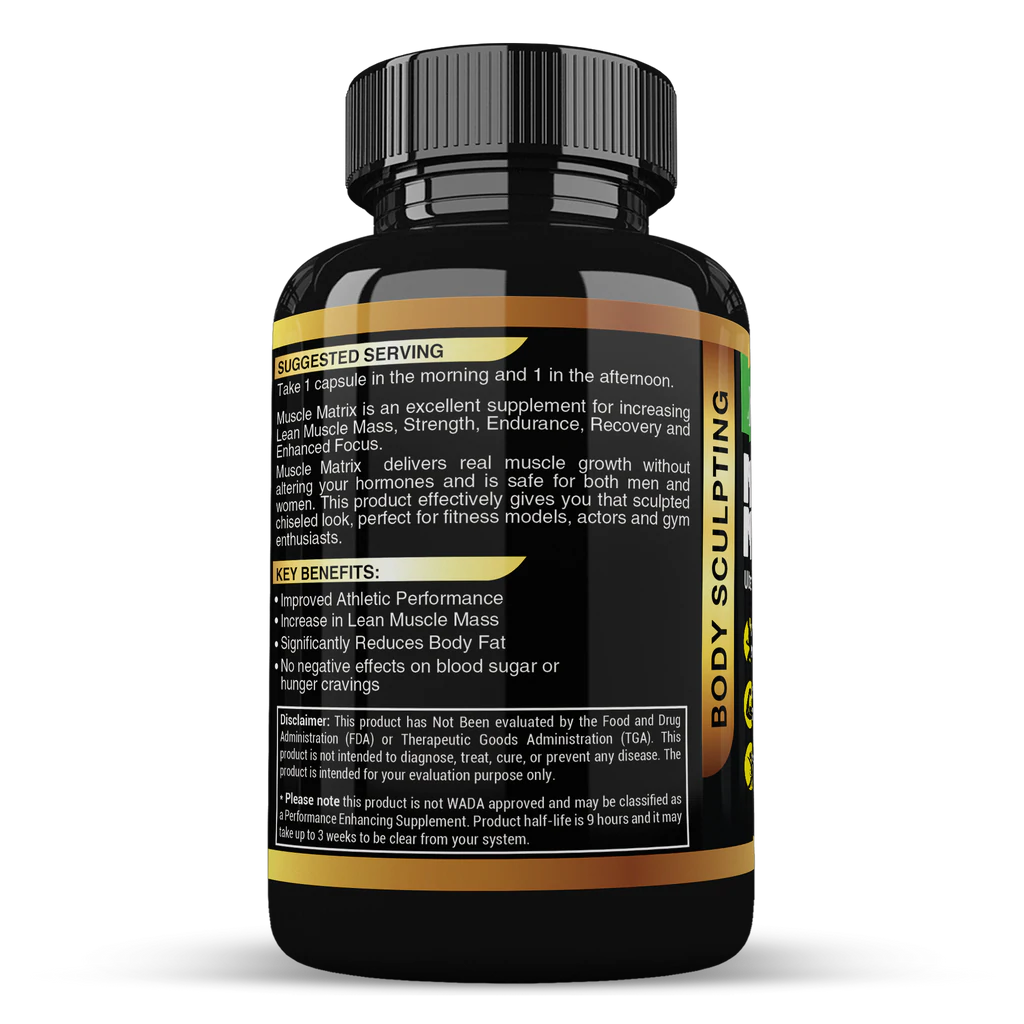 SUGGESTED SERVING
Take 1 capsule in the morning and 1 in the afternoon.
Muscle Matrix is an excellent supplement for increasing
Lean Muscle Mass, Strength, Endurance, Recovery and
Enhanced Focus.
Muscle Matrix delivers real muscle growth without
altering your hormones and is safe for both men and
women. This product effectively gives you that sculpted
chiseled look, perfect for fitness models, actors and gym
enthusiasts.
KEY BENEFITS:
• Improved Athletic Performance
• Increase in Lean Muscle Mass
• Significantly Reduces Body Fat
• No negative effects on blood sugar or
hunger cravings
Disclaimer: This product has Not Been evaluated by the Food and Drug
Administration (FDA) or Therapeutic Goods Administration (TGA). This
product is not intended to diagnose, treat, cure, or prevent any disease. The
product is intended for your evaluation purpose only.
* Please note this product is not WADA approved and may be classified as
a Performance Enhancing Supplement. Product half-life is 9 hours and it may
take up to 3 weeks to be clear from your system.
BODY SCULPTING